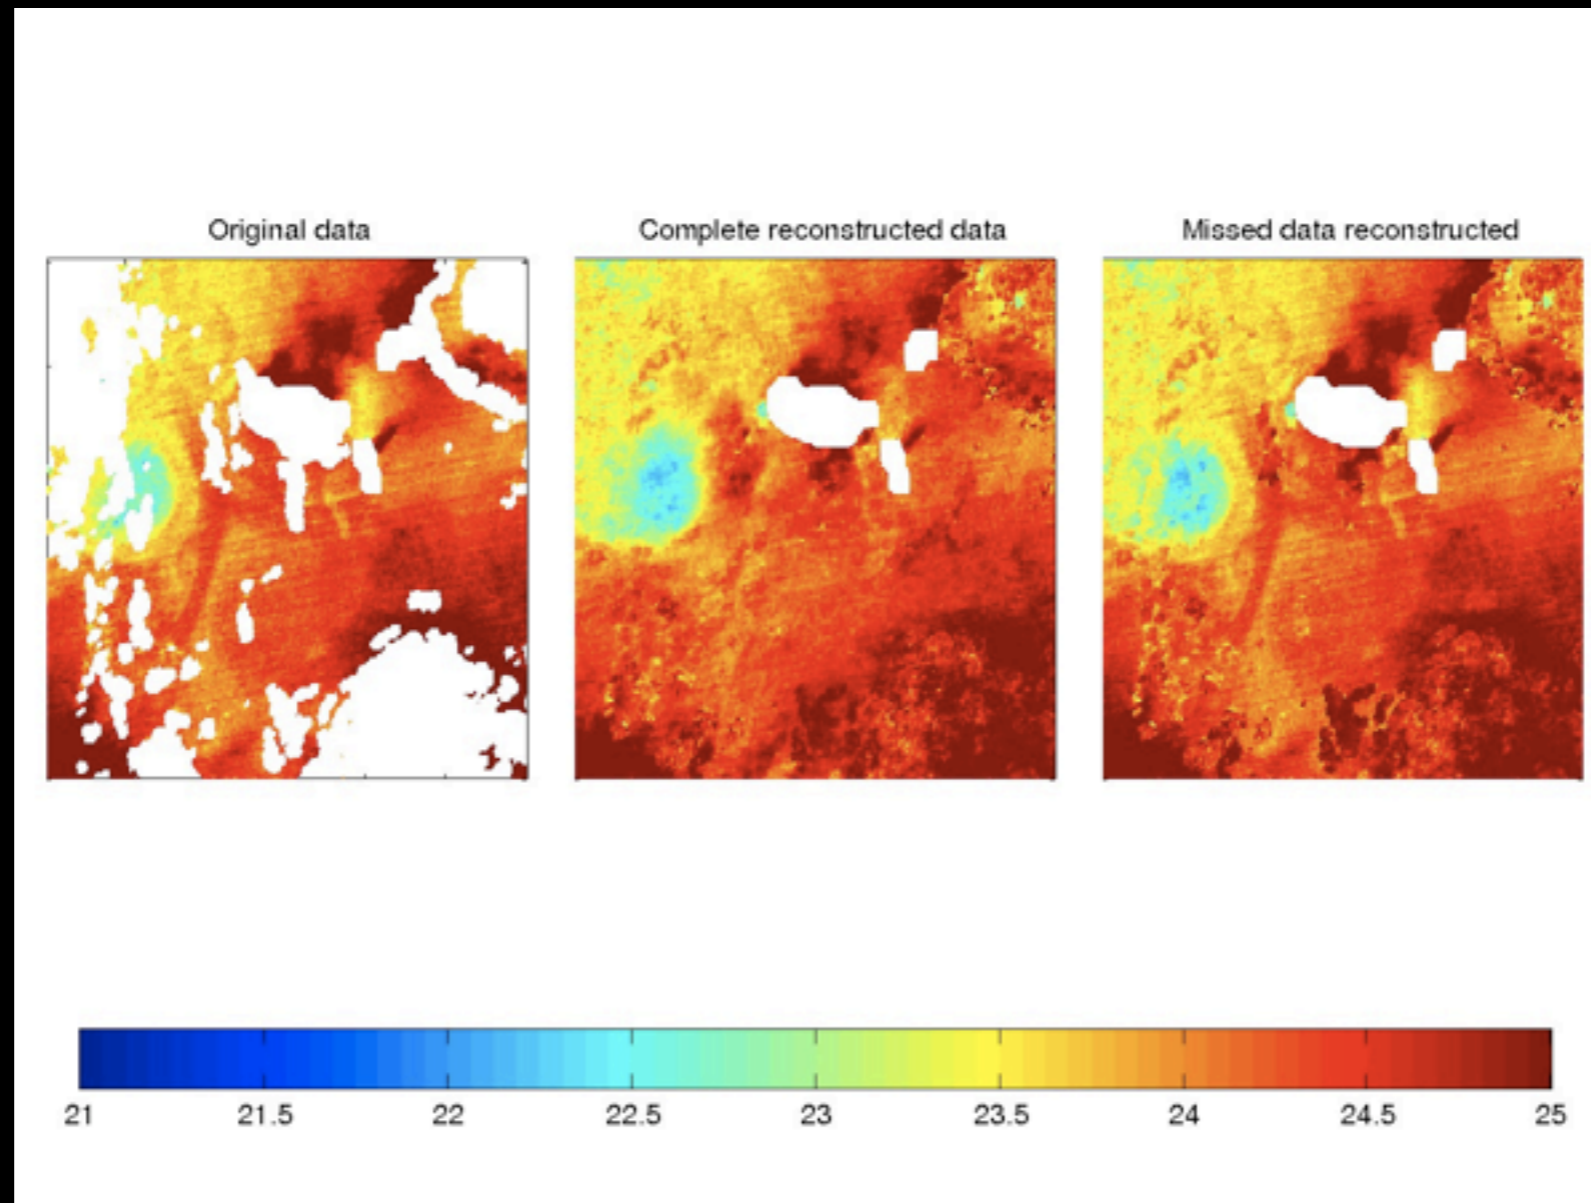 Original data
Complete reconstructed data
Missed data reconstructed
21 21.5 22 22.5 23 23.5 24 24.5 25